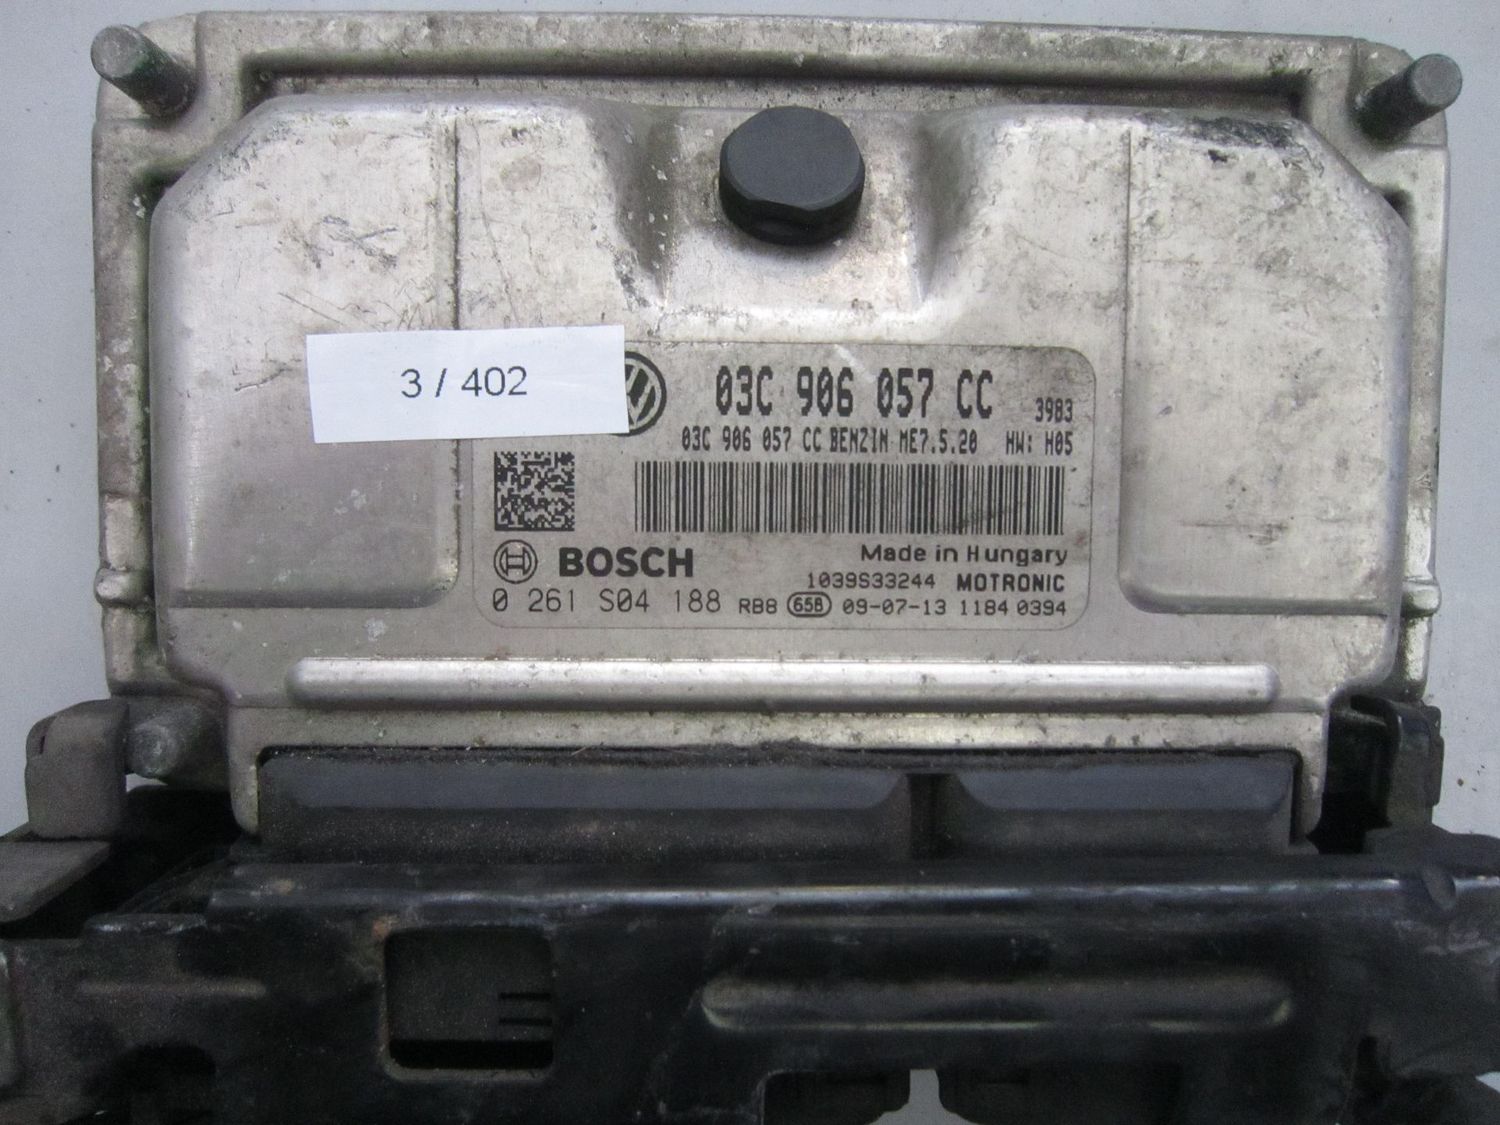 3 / 402
03C 906 057 CC 3983
03C 906 057 CC BENZIN ME7.5.20 HW: H05
BOSCH
Made in Hungary
1039S33244 MOTRONIC
0 261 S04 188 RB8 658 09-07-13 1184 0394